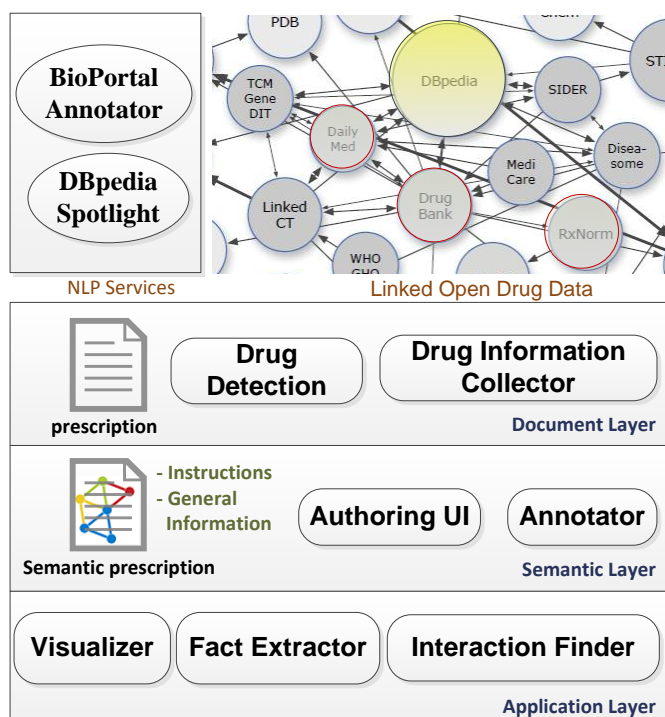 BioPortal
Annotator
DBpedia
Spotlight
NLP Services
PDB
DBpedia
TCM
Gene
DIT
Daily
Med
SIDER
Medi
Care
Disea-
some
Linked
CT
Drug
Bank
RxNorm
WHO
Linked Open Drug Data
prescription
Drug
Detection
Drug Information
Collector
Document Layer
- Instructions
- General
Information
Semantic prescription
Authoring UI
Annotator
Semantic Layer
Visualizer
Fact Extractor
Interaction Finder
Application Layer